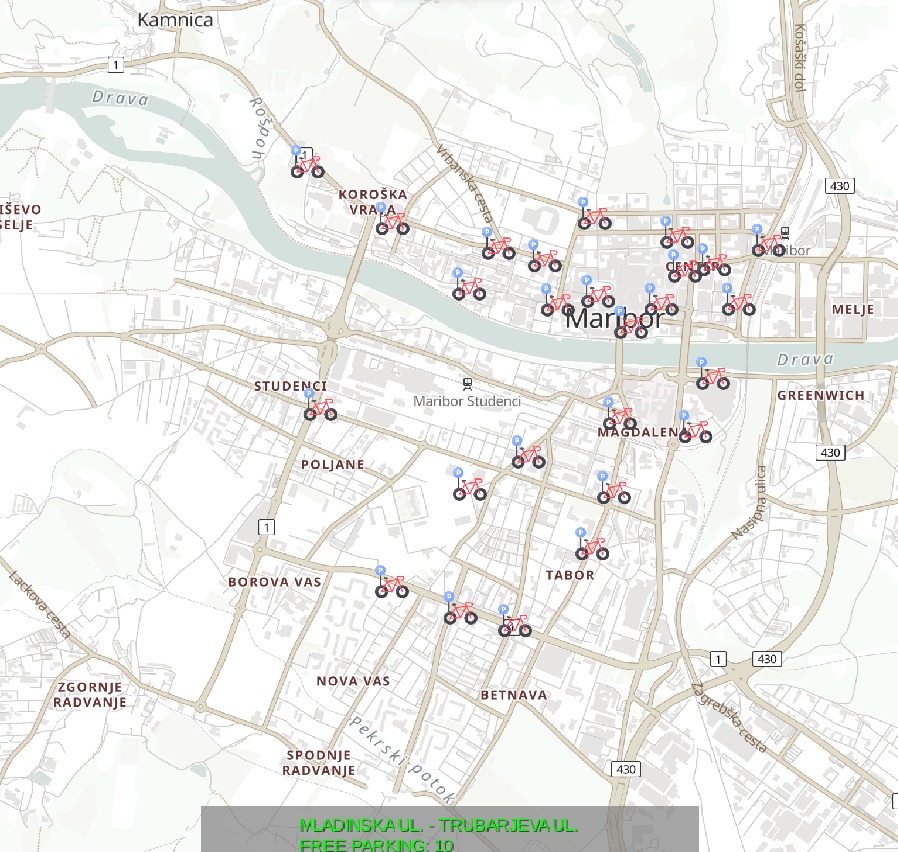 Kamnica
Košaški dol
1
Drava
Rošpoh
430
KOROŠKA
VRATA
Vrbanska cesta
IŠEVO
SELJE
Maribor
CENTER
Maribor
MELJE
Drava
STUDENCI
Maribor Studenci
GREENWICH
MAGDALENA
430
POLJANE
Nasipna ulica
1
TABOR
BOROVA VAS
Lackova cesta
1
430
NOVA VAS
ZGORNJE
RADVANJE
BETNAVA
Zagrebška cesta
Pekrski potok
SPODNJE
RADVANJE
430
MLADINSKA UL. - TRUBARJEVA UL.
FREE PARKING: 10